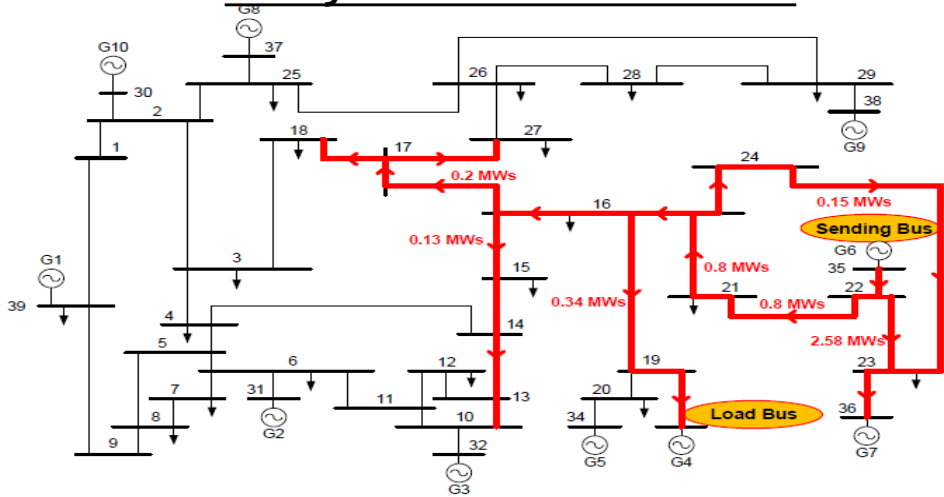 G8
G10
37
25
26
28
29
30
2
38
18
17
27
G9
1
24
0.2 MWs
0.15 MWs
16
Sending Bus
0.13 MWs
G6
G1
3
15
0.8 MWs
35
39
0.34 MWs
21
22
4
14
0.8 MWs
5
2.58 MWs
6
12
19
23
7
31
13
20
36
8
11
10
34
Load Bus
G2
32
G5
G4
G7
9
G3